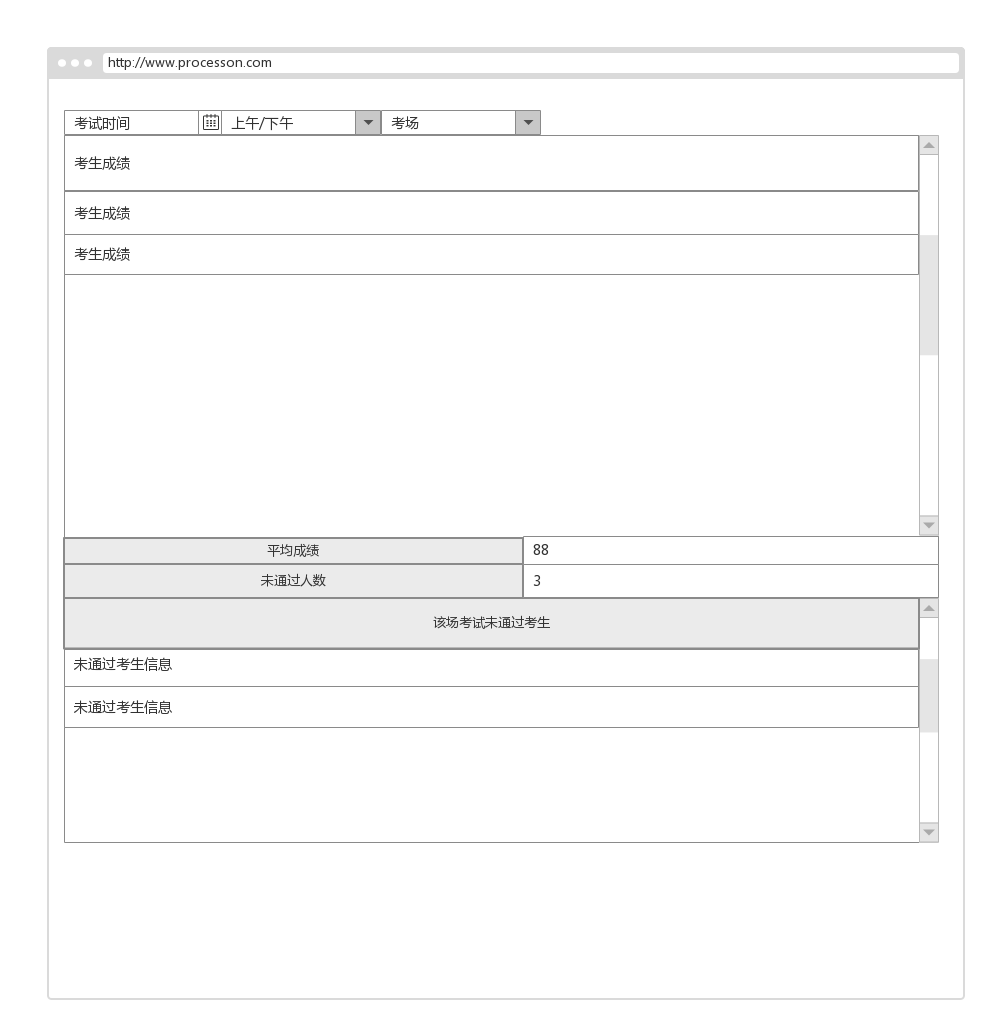 http://www.processon.com
考试时间 上午/下午 考场
考生成绩
考生成绩
考生成绩
平均成绩 88
未通过人数 3
该场考试未通过考生
未通过考生信息
未通过考生信息